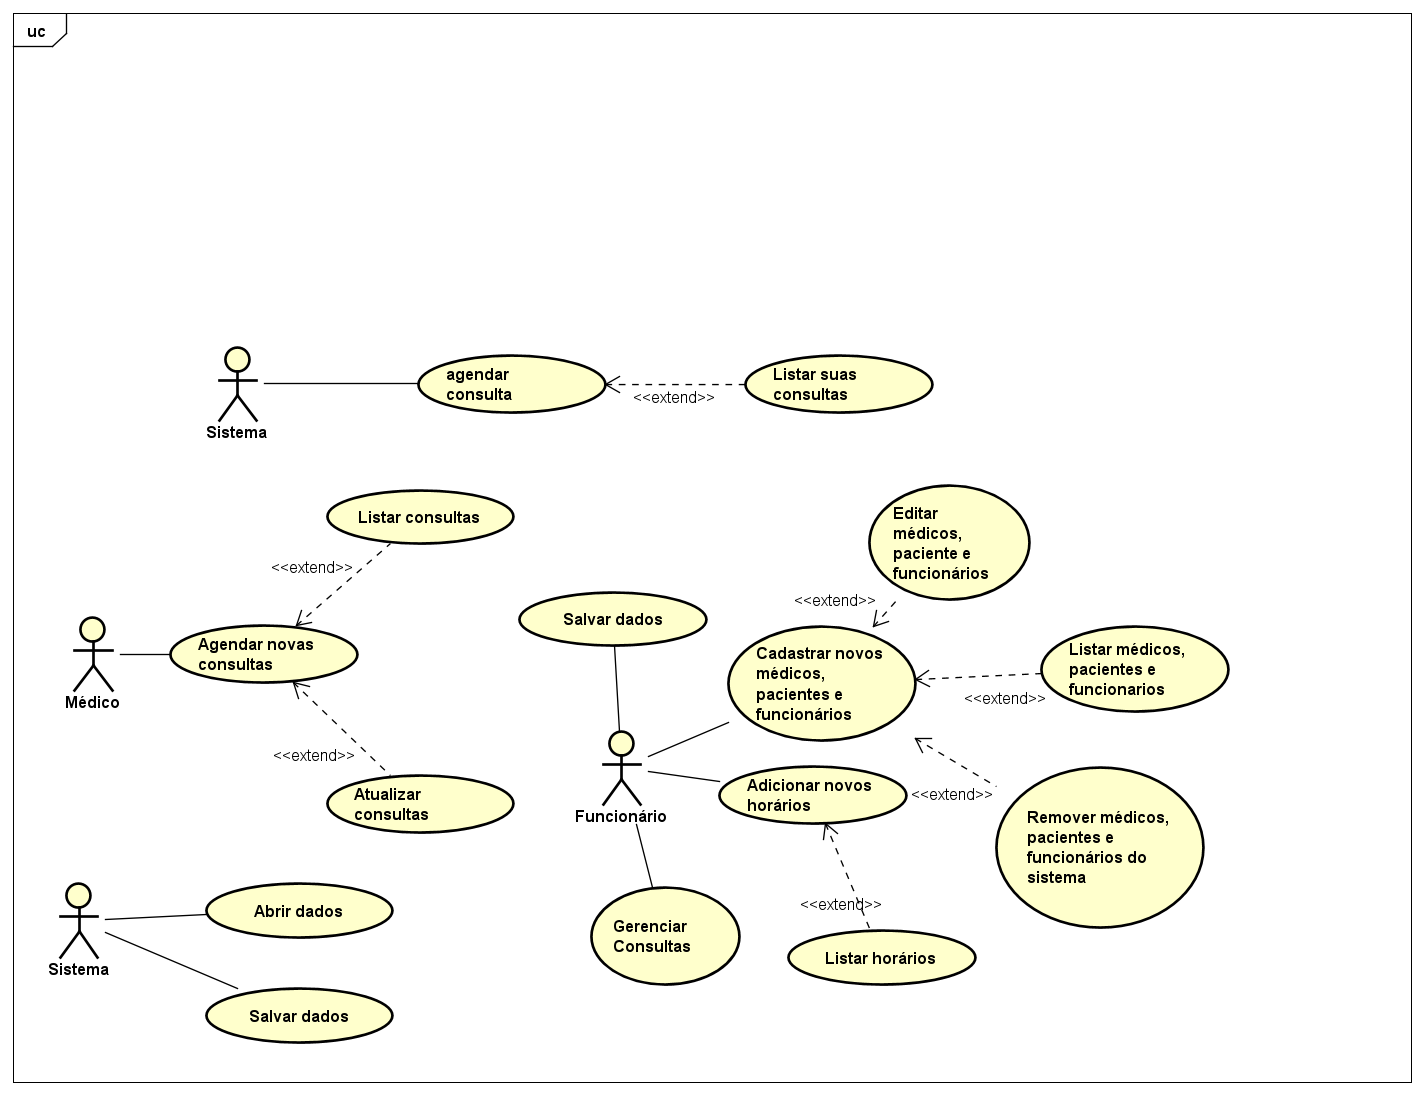 uc
agendar
consulta
Listar suas
consultas
<<extend>>
Sistema
Listar consultas
<<extend>>
Agendar novas
consultas
Médico
<<extend>>
Atualizar
consultas
Editar
médicos,
paciente e
funcionários
<<extend>>
Salvar dados
Cadastrar novos
médicos,
pacientes e
funcionários
Listar médicos,
pacientes e
funcionarios
<<extend>>
Funcionário
Adicionar novos
horários
<<extend>>
Remover médicos,
pacientes e
funcionários do
sistema
<<extend>>
Gerenciar
Consultas
Listar horários
Abrir dados
Sistema
Salvar dados